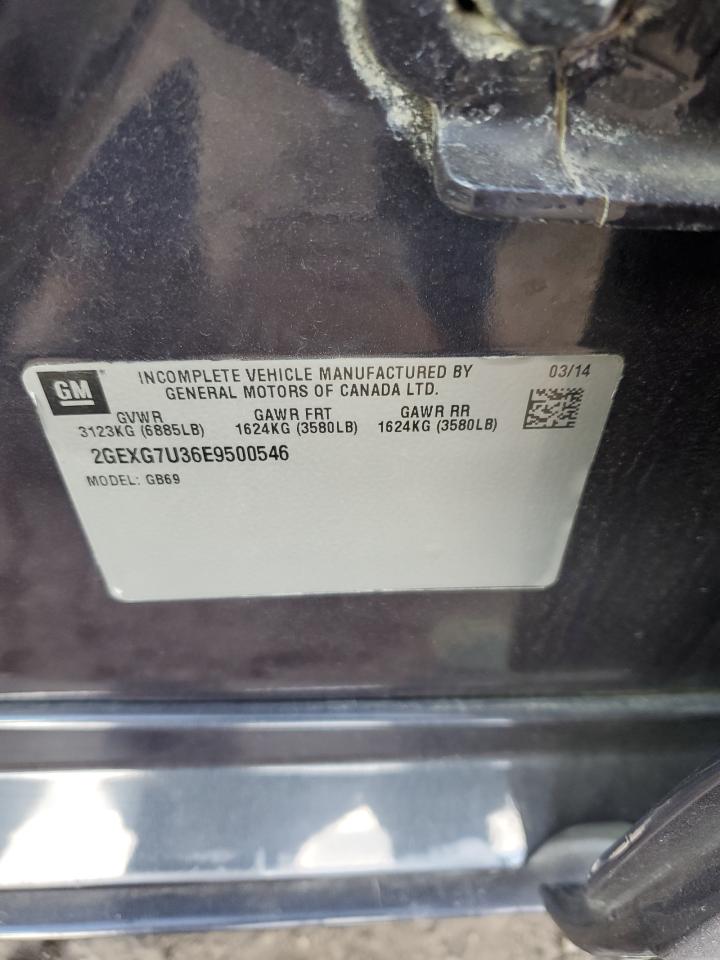 GM
INCOMPLETE VEHICLE MANUFACTURED BY
GENERAL MOTORS OF CANADA LTD.
03/14
GVWR GAWR FRT GAWR RR
3123KG (6885LB) 1624KG (3580LB) 1624KG (3580LB)
2GEXG7U36E9500546
MODEL: GB69